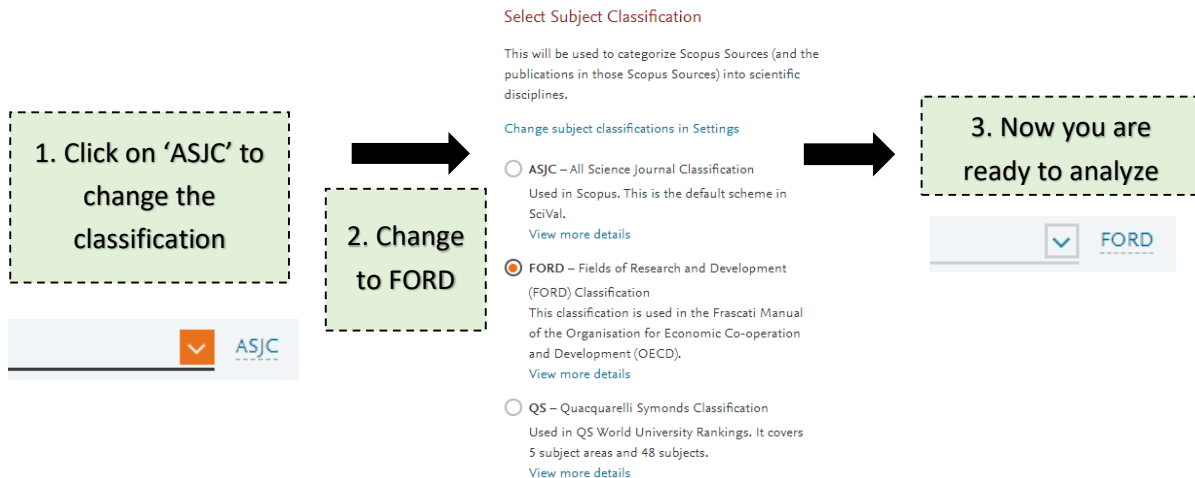 1. Click on ‘ASJC’ to
change the
classification
ASJC
2. Change
to FORD
Select Subject Classification
This will be used to categorize Scopus Sources (and the
publications in those Scopus Sources) into scientific
disciplines.
Change subject classifications in Settings
ASJC – All Science Journal Classification
Used in Scopus. This is the default scheme in
SciVal.
View more details
FORD – Fields of Research and Development
(FORD) Classification
This classification is used in the Frascati Manual
of the Organisation for Economic Co-operation
and Development (OECD).
View more details
QS – Quacquarelli Symonds Classification
Used in QS World University Rankings. It covers
5 subject areas and 48 subjects.
View more details
3. Now you are
ready to analyze
FORD